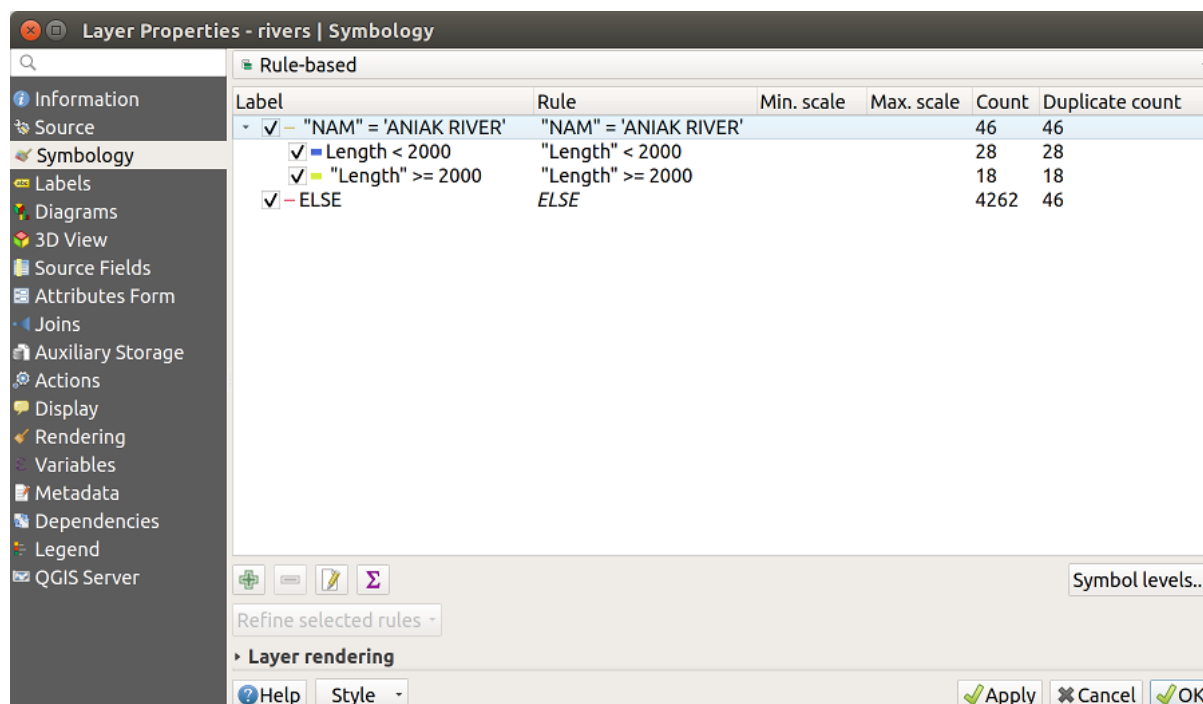 Layer Properties - rivers | Symbology
Rule-based
Information
Source
Symbology
Labels
Diagrams
3D View
Source Fields
Attributes Form
Joins
Auxiliary Storage
Actions
Display
Rendering
Variables
Metadata
Dependencies
Legend
QGIS Server
Label Rule Min. scale Max. scale Count Duplicate count
"NAM" = 'ANIAK RIVER' "NAM" = 'ANIAK RIVER' 46 46
Length < 2000 "Length" < 2000 28 28
"Length" >= 2000 "Length" >= 2000 18 18
ELSE ELSE 4262 46
Σ
Symbol levels..
Refine selected rules
Layer rendering
Help Style Apply Cancel OK